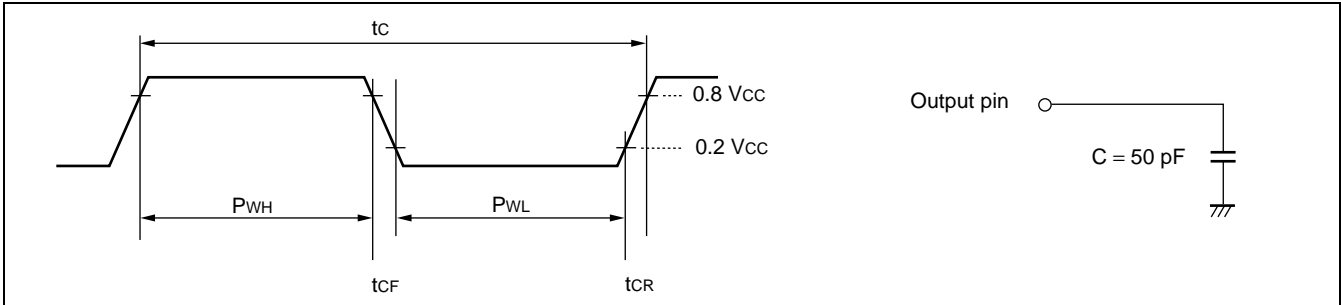 tC
0.8 VCC
0.2 VCC
PWH
PWL
tCF
tCR
Output pin
C = 50 pF